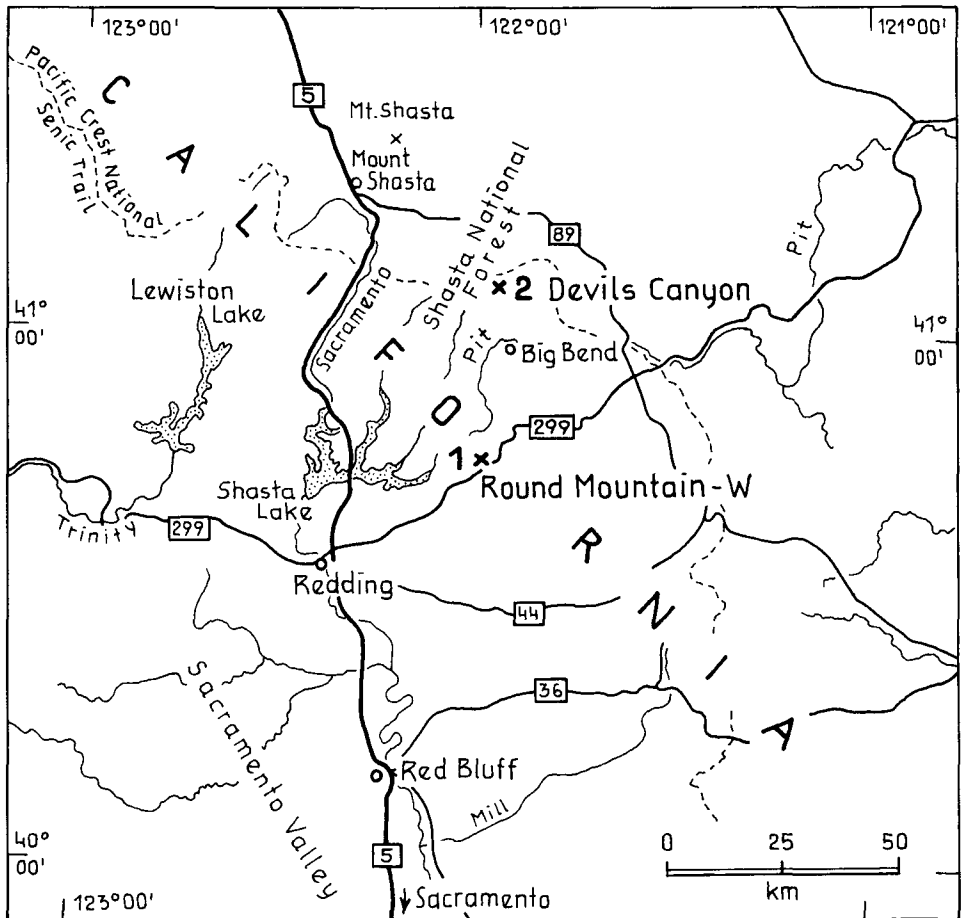 123°00'
122°00'
121°00'
Pacific Crest National
Senic Trail
CALIFORNIA
5
Mt. Shasta
Mount
Shasta
Shasta National
Forest
89
Pit
Lewiston
Lake
Sacramento
2 Devils Canyon
41°
00'
41°
00'
Pit
Big Bend
299
1
Round Mountain-W
Shasta
Lake
Trinity
299
Redding
44
Sacramento Valley
36
Red Bluff
Mill
40°
00'
0 25 50
km
5
123°00'
Sacramento